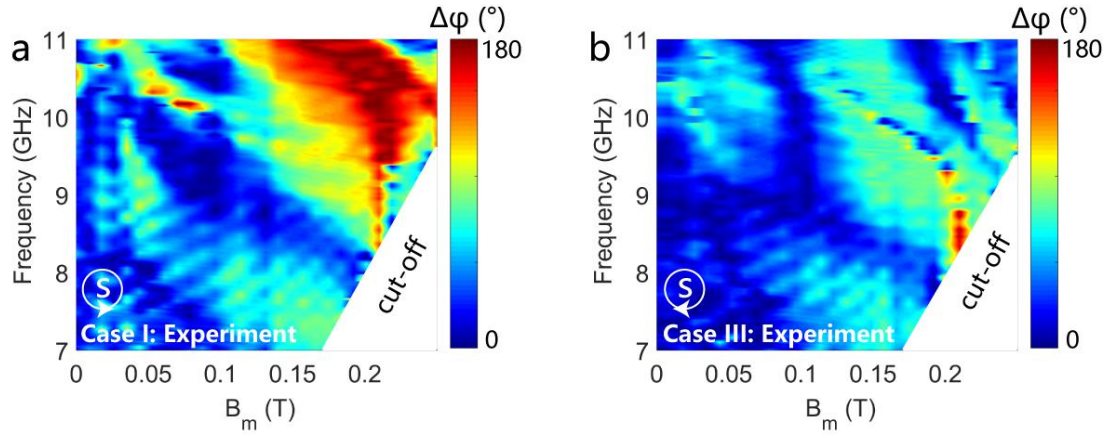 a
Δφ (°)
11
10
9
8
7
Frequency (GHz)
180
0
S
cut-off
Case I: Experiment
0
0.05
0.1
0.15
0.2
Bm (T)
b
Δφ (°)
11
10
9
8
7
Frequency (GHz)
180
0
S
cut-off
Case III: Experiment
0
0.05
0.1
0.15
0.2
Bm (T)